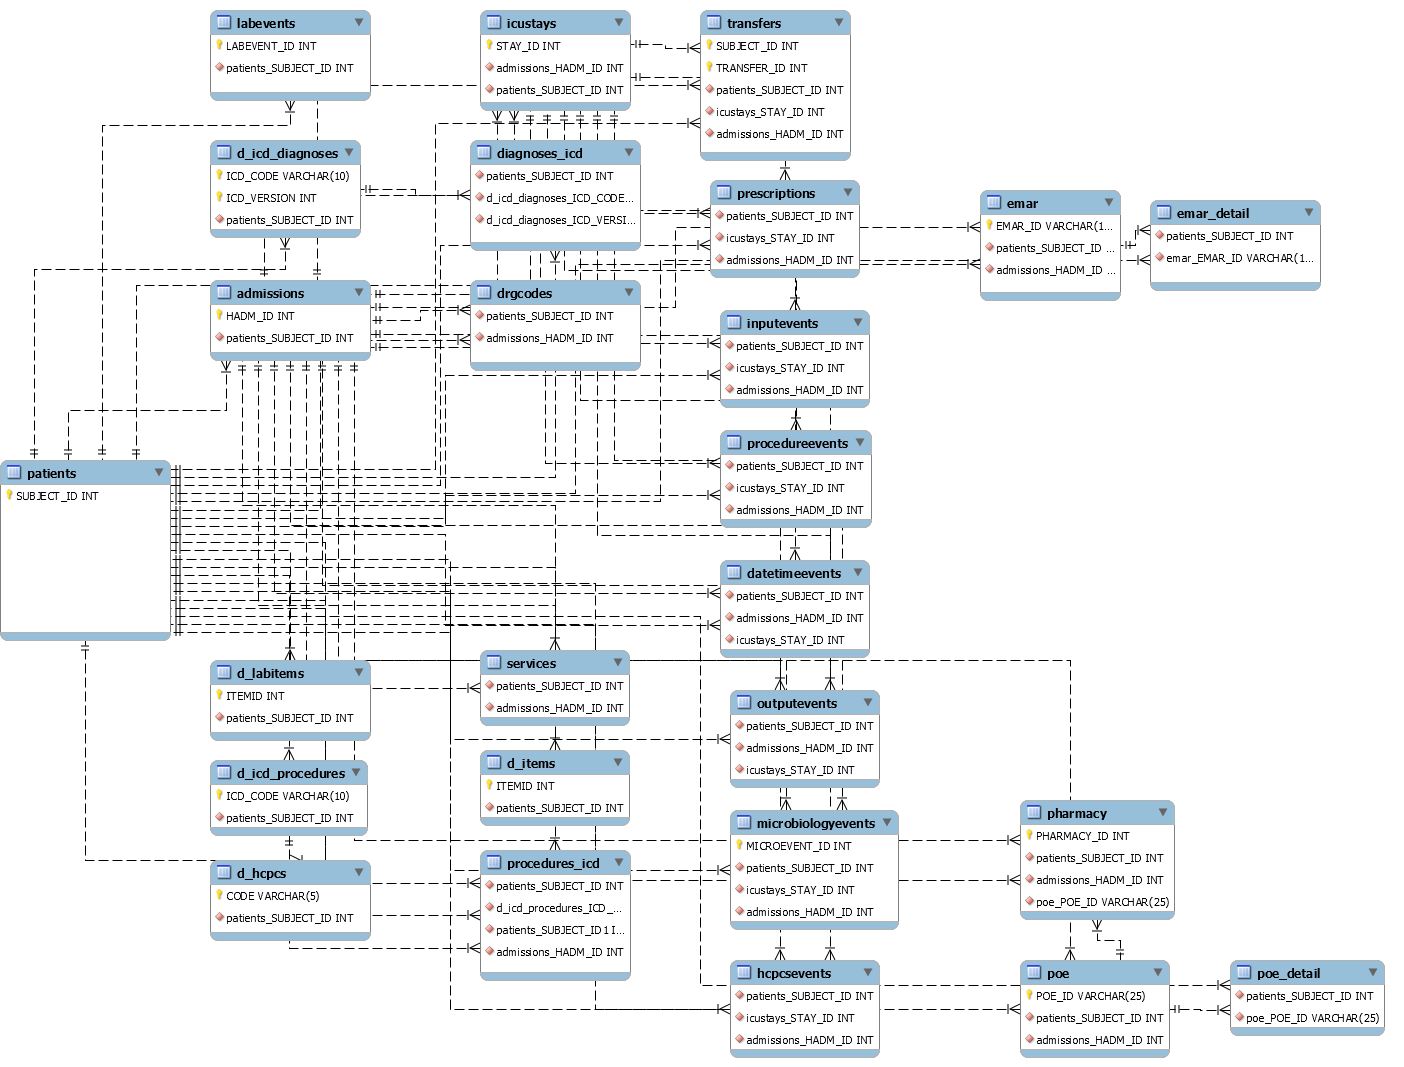 labevents
LABEVENT_ID INT
patients_SUBJECT_ID INT
icustays
STAY_ID INT
admissions_HADM_ID INT
patients_SUBJECT_ID INT
transfers
SUBJECT_ID INT
TRANSFER_ID INT
patients_SUBJECT_ID INT
icustays_STAY_ID INT
admissions_HADM_ID INT
d_icd_diagnoses
ICD_CODE VARCHAR(10)
ICD_VERSION INT
patients_SUBJECT_ID INT
diagnoses_icd
patients_SUBJECT_ID INT
d_icd_diagnoses_ICD_CODE...
d_icd_diagnoses_ICD_VERSI...
prescriptions
patients_SUBJECT_ID INT
icustays_STAY_ID INT
admissions_HADM_ID INT
emar
EMAR_ID VARCHAR(1...
patients_SUBJECT_ID ...
admissions_HADM_ID ...
emar_detail
patients_SUBJECT_ID INT
emar_EMAR_ID VARCHAR(1...
admissions
HADM_ID INT
patients_SUBJECT_ID INT
drgcodes
patients_SUBJECT_ID INT
admissions_HADM_ID INT
inputevents
patients_SUBJECT_ID INT
icustays_STAY_ID INT
admissions_HADM_ID INT
patients
SUBJECT_ID INT
procedureevents
patients_SUBJECT_ID INT
icustays_STAY_ID INT
admissions_HADM_ID INT
datetimeevents
patients_SUBJECT_ID INT
admissions_HADM_ID INT
icustays_STAY_ID INT
d_labitems
ITEMID INT
patients_SUBJECT_ID INT
services
patients_SUBJECT_ID INT
admissions_HADM_ID INT
outputevents
patients_SUBJECT_ID INT
admissions_HADM_ID INT
icustays_STAY_ID INT
d_icd_procedures
ICD_CODE VARCHAR(10)
patients_SUBJECT_ID INT
d_items
ITEMID INT
patients_SUBJECT_ID INT
microbiologyevents
MICROEVENT_ID INT
patients_SUBJECT_ID INT
icustays_STAY_ID INT
admissions_HADM_ID INT
pharmacy
PHARMACY_ID INT
patients_SUBJECT_ID INT
admissions_HADM_ID INT
poe_POE_ID VARCHAR(25)
d_hcpcs
CODE VARCHAR(5)
patients_SUBJECT_ID INT
procedures_icd
patients_SUBJECT_ID INT
d_icd_procedures_ICD_...
patients_SUBJECT_ID1 I...
admissions_HADM_ID INT
hcpcsevents
patients_SUBJECT_ID INT
icustays_STAY_ID INT
admissions_HADM_ID INT
poe
POE_ID VARCHAR(25)
patients_SUBJECT_ID INT
admissions_HADM_ID INT
poe_detail
patients_SUBJECT_ID INT
poe_POE_ID VARCHAR(25)